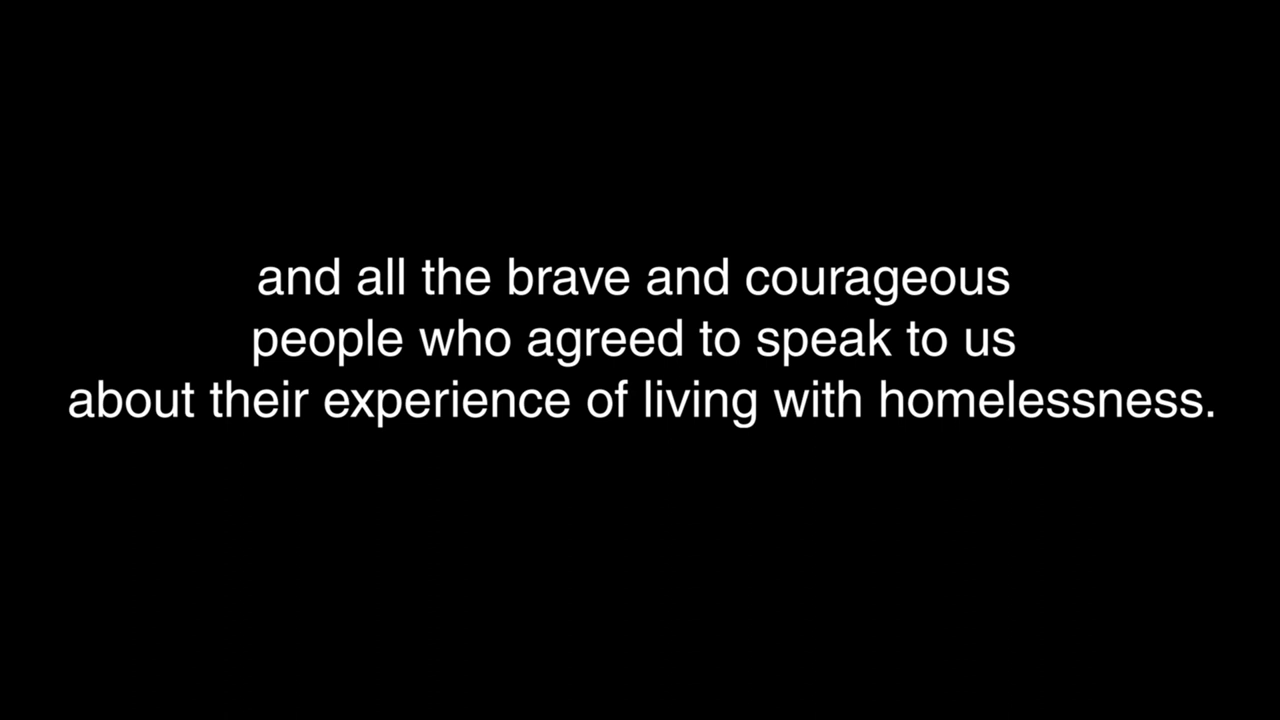 and all the brave and courageous
people who agreed to speak to us
about their experience of living with homelessness.